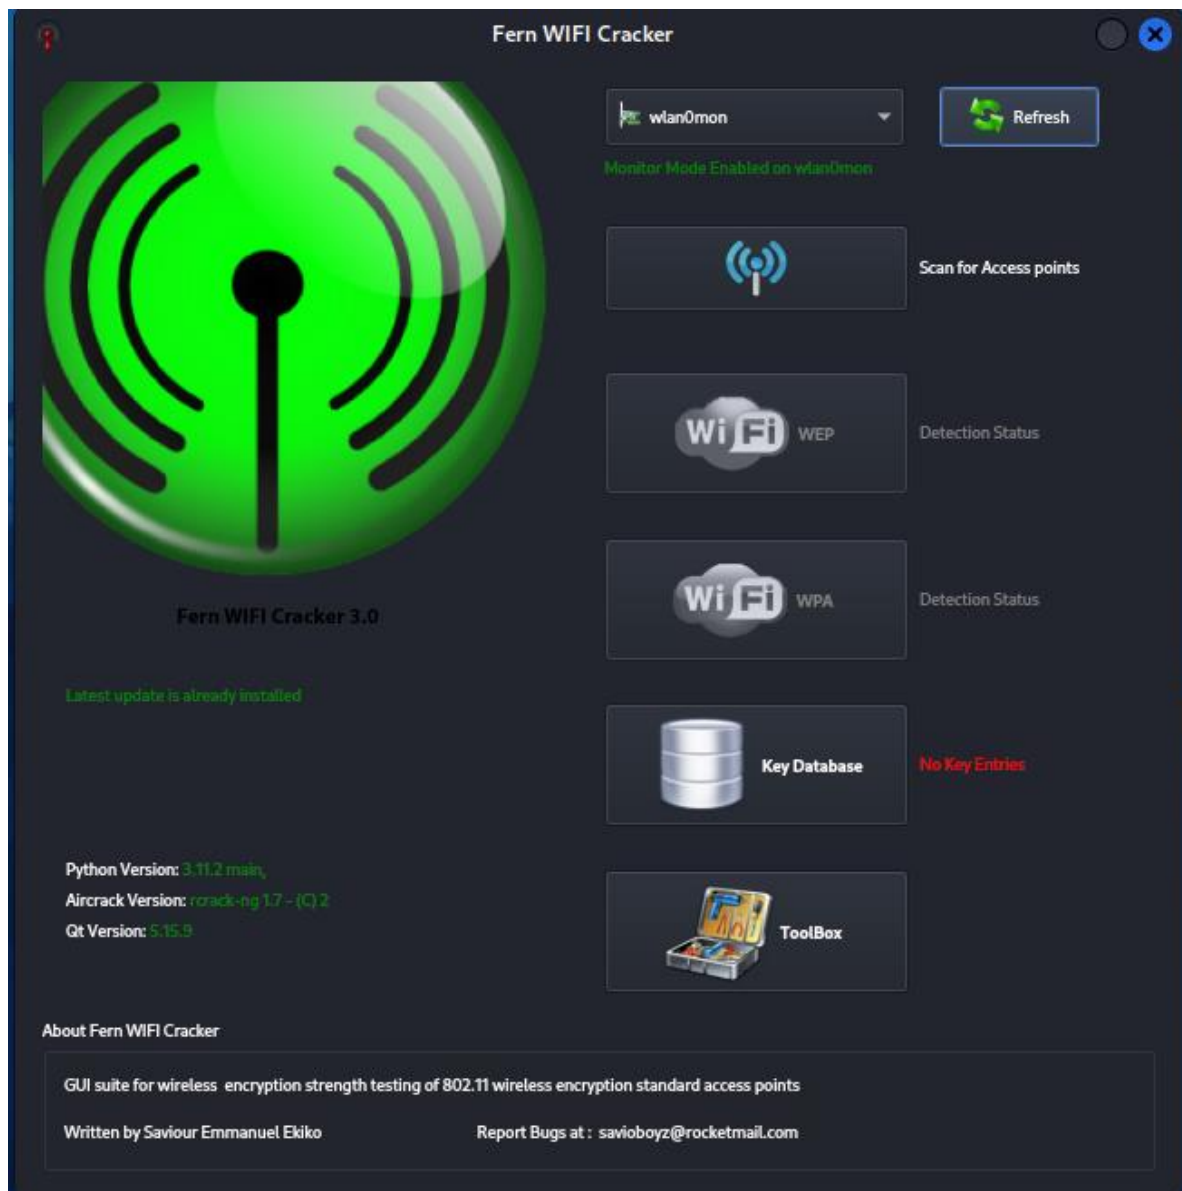 Fern WIFI Cracker
wlan0mon
Refresh
Monitor Mode Enabled on wlan0mon
Scan for Access points
WiFi WEP
Detection Status
WiFi WPA
Detection Status
Fern WIFI Cracker 3.0
Latest update is already installed
Key Database
No Key Entries
Python Version: 3.11.2 main,
Aircrack Version: rcrack-ng 1.7 - (C) 2
Qt Version: 5.15.9
ToolBox
About Fern WIFI Cracker
GUI suite for wireless encryption strength testing of 802.11 wireless encryption standard access points
Written by Saviour Emmanuel Ekiko
Report Bugs at : savioboyz@rocketmail.com